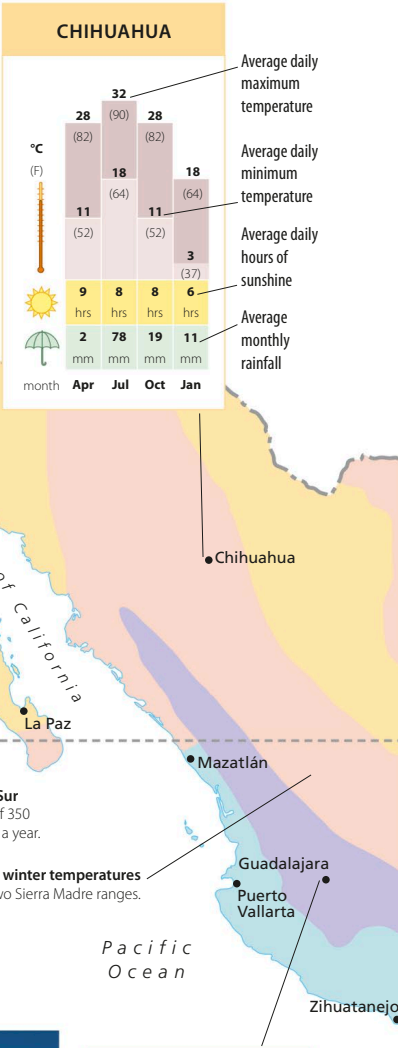 CHIHUAHUA
Average daily
maximum
temperature
Average daily
minimum
temperature
Average daily
hours of
sunshine
Average
monthly
rainfall
°C
(F)
28
(82)
11
(52)
32
(90)
18
(64)
28
(82)
11
(52)
18
(64)
3
(37)
9 8 8 6
hrs hrs hrs hrs
2 78 19 11
mm mm mm mm
month Apr Jul Oct Jan
Chihuahua
of California
La Paz
Mazatlán
Sur
f 350
a year.
winter temperatures
wo Sierra Madre ranges.
Guadalajara
Puerto
Vallarta
Pacific
Ocean
Zihuatanejo